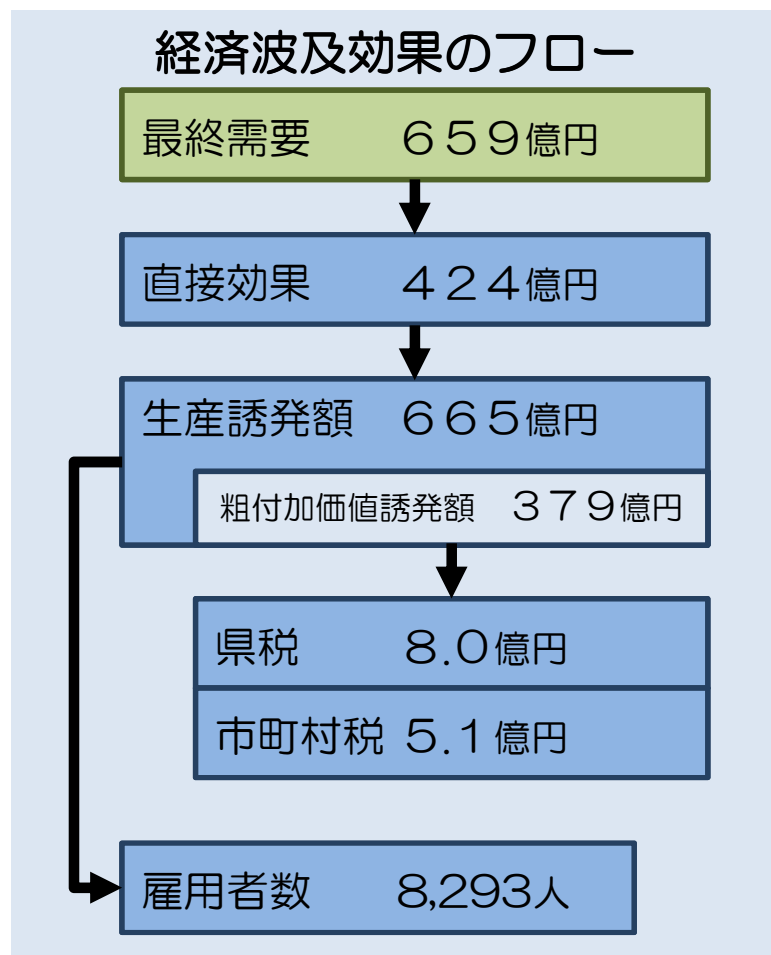 経済波及効果のフロー
最終需要　６５９億円
直接効果　４２４億円
生産誘発額　６６５億円
粗付加価値誘発額　３７９億円
県税　８.０億円
市町村税 ５.１億円
雇用者数　8,293人